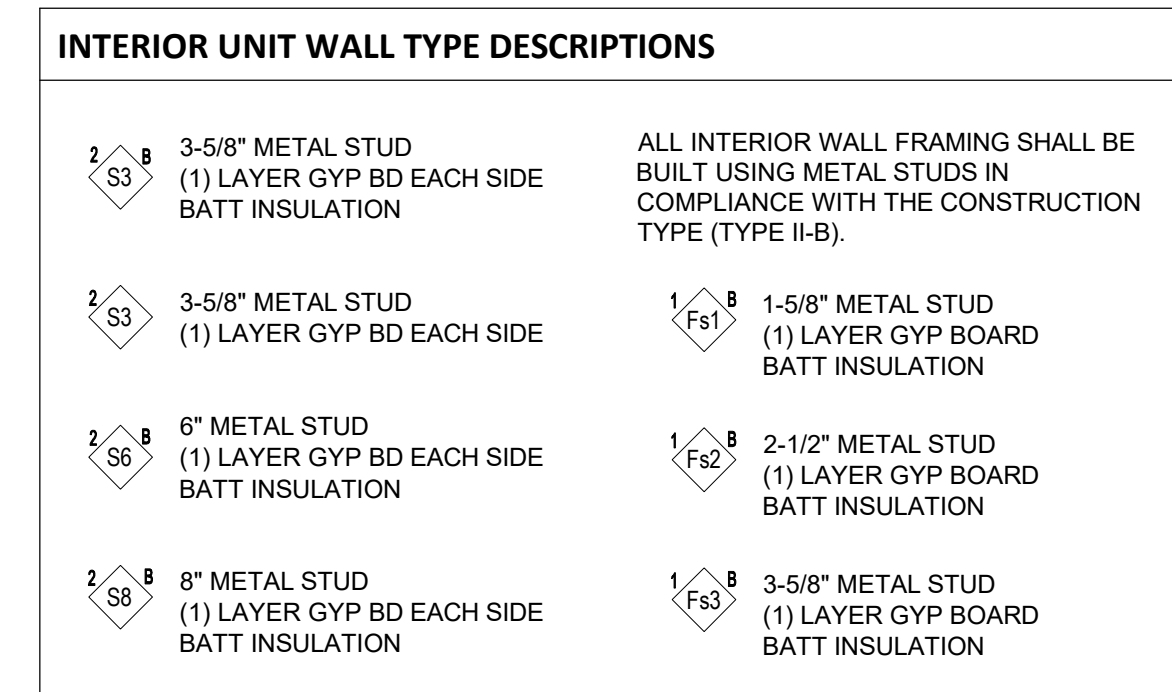 INTERIOR UNIT WALL TYPE DESCRIPTIONS
2 S3 B
3-5/8" METAL STUD
(1) LAYER GYP BD EACH SIDE
BATT INSULATION
2 S3
3-5/8" METAL STUD
(1) LAYER GYP BD EACH SIDE
2 S6 B
6" METAL STUD
(1) LAYER GYP BD EACH SIDE
BATT INSULATION
2 S8 B
8" METAL STUD
(1) LAYER GYP BD EACH SIDE
BATT INSULATION
ALL INTERIOR WALL FRAMING SHALL BE
BUILT USING METAL STUDS IN
COMPLIANCE WITH THE CONSTRUCTION
TYPE (TYPE II-B).
1 Fs1 B
1-5/8" METAL STUD
(1) LAYER GYP BOARD
BATT INSULATION
1 Fs2 B
2-1/2" METAL STUD
(1) LAYER GYP BOARD
BATT INSULATION
1 Fs3 B
3-5/8" METAL STUD
(1) LAYER GYP BOARD
BATT INSULATION